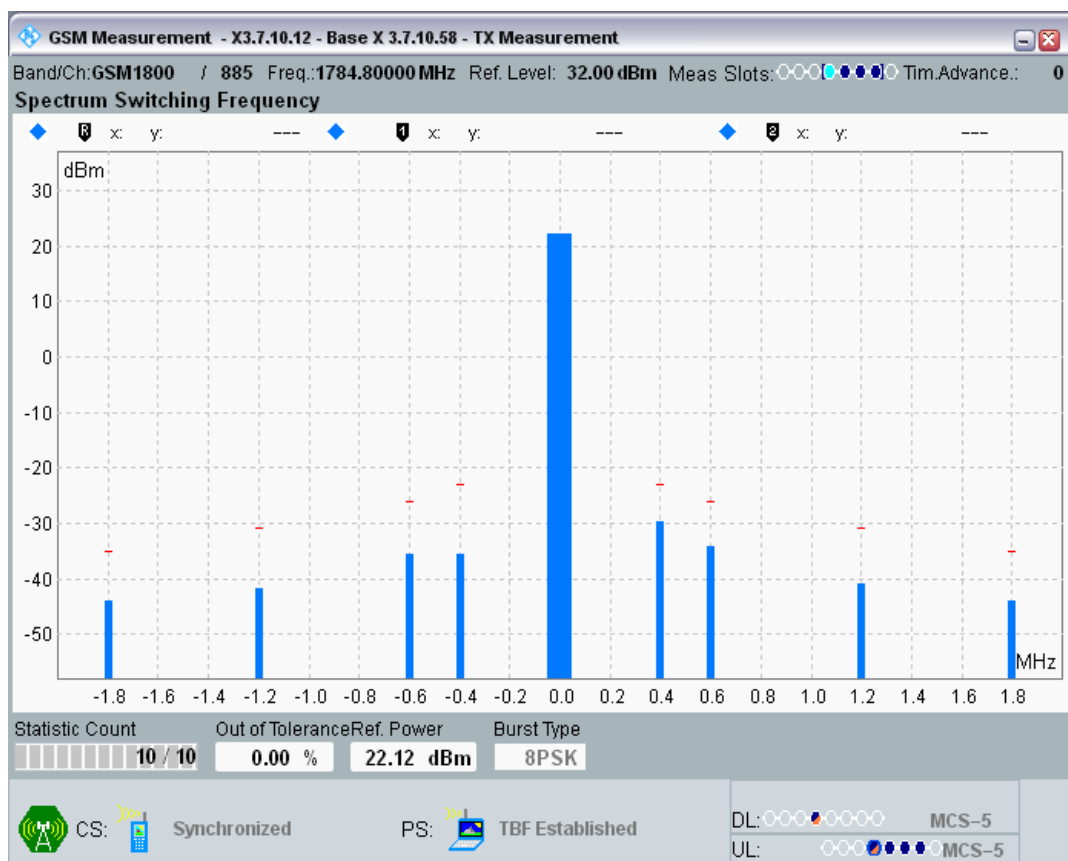 GSM Measurement - X3.7.10.12 - Base X 3.7.10.58 - TX Measurement
Band/Ch:GSM1800 / 885 Freq.:1784.80000MHz Ref. Level: 32.00 dBm Meas Slots: Tim.Advance.: 0
Spectrum Switching Frequency
R x: y: --- 1 x: y: --- 2 x: y: ---
dBm
30
20
10
0
-10
-20
-30
-40
-50
MHz
-1.8 -1.6 -1.4 -1.2 -1.0 -0.8 -0.6 -0.4 -0.2 0.0 0.2 0.4 0.6 0.8 1.0 1.2 1.4 1.6 1.8
Statistic Count Out of Tolerance Ref. Power Burst Type
10 / 10 0.00 % 22.12 dBm 8PSK
CS: Synchronized PS: TBF Established
DL: MCS-5
UL: MCS-5